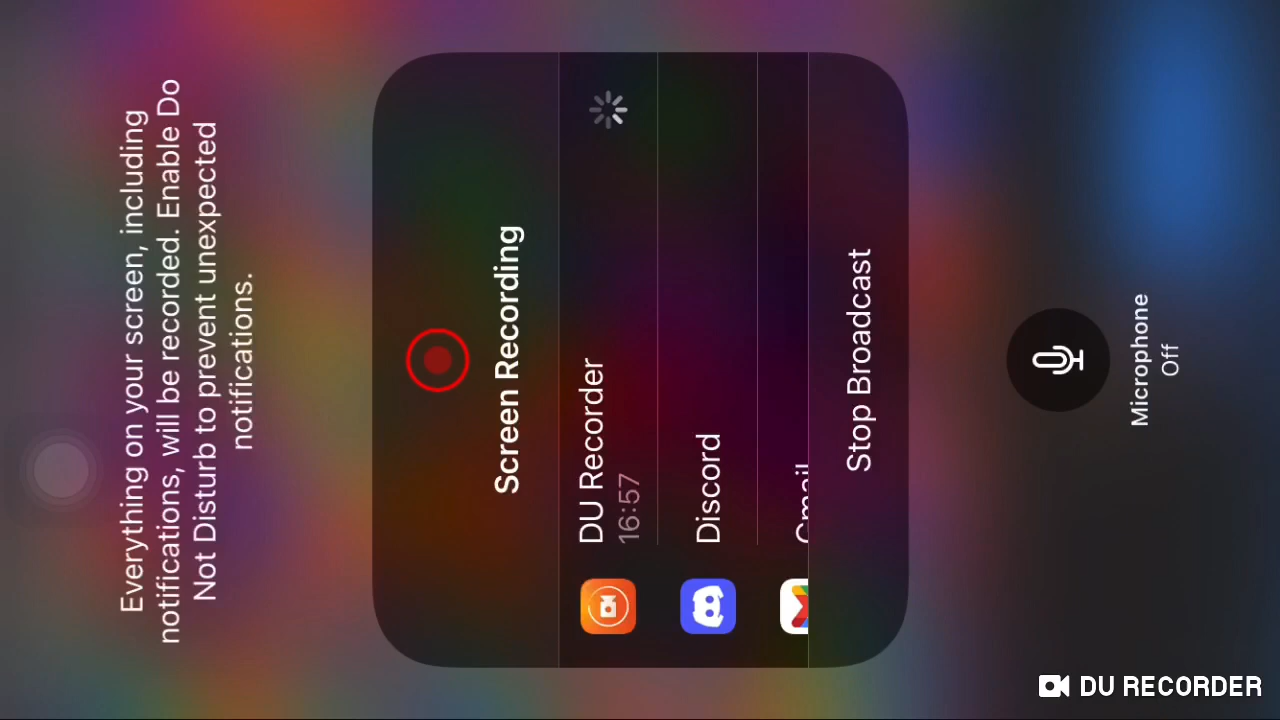 Everything on your screen, including
notifications, will be recorded. Enable Do
Not Disturb to prevent unexpected
notifications.
Screen Recording
DU Recorder
16:57
Discord
Gmail
Stop Broadcast
Microphone
Off
DU RECORDER